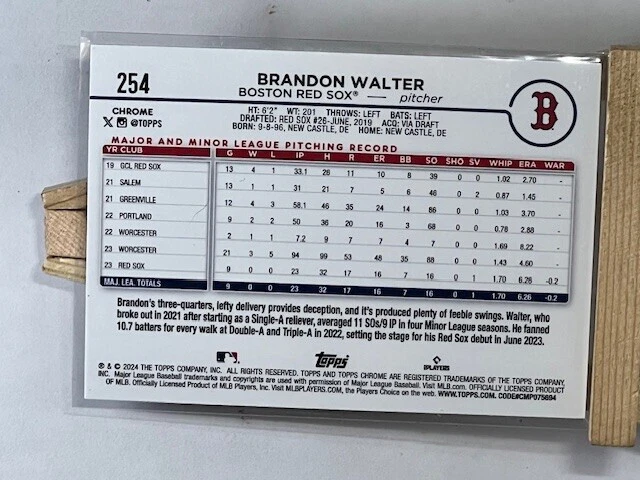 254
BRANDON WALTER
BOSTON RED SOX® — pitcher
B
CHROME
X @TOPPS
HT: 6'2" WT: 201 THROWS: LEFT BATS: LEFT
DRAFTED: RED SOX #26-JUNE, 2019 ACQ: VIA DRAFT
BORN: 9-8-96, NEW CASTLE, DE HOME: NEW CASTLE, DE
MAJOR AND MINOR LEAGUE PITCHING RECORD
YR CLUB G W L IP H R ER BB SO SHO SV WHIP ERA WAR
19 GCL RED SOX 13 4 1 33.1 26 11 10 8 39 0 0 1.02 2.70 -
21 SALEM 13 1 1 31 21 7 5 6 46 0 2 0.87 1.45 -
21 GREENVILLE 12 4 3 58.1 46 35 24 14 86 0 0 1.03 3.70 -
22 PORTLAND 9 2 2 50 36 20 16 3 68 0 0 0.78 2.88 -
22 WORCESTER 2 1 1 7.2 9 7 7 4 7 0 0 1.69 8.22 -
23 WORCESTER 21 3 5 94 99 53 48 35 88 0 0 1.43 4.60 -
23 RED SOX 9 0 0 23 32 17 16 7 16 0 1 1.70 6.26 -0.2
MAJ. LEA. TOTALS 9 0 0 23 32 17 16 7 16 0 1 1.70 6.26 -0.2
Brandon's three-quarters, lefty delivery provides deception, and it's produced plenty of feeble swings. Walter, who
broke out in 2021 after starting as a Single-A reliever, averaged 11 SOs/9 IP in four Minor League seasons. He fanned
10.7 batters for every walk at Double-A and Triple-A in 2022, setting the stage for his Red Sox debut in June 2023.
topps
PLAYERS
® & © 2024 THE TOPPS COMPANY, INC. ALL RIGHTS RESERVED. TOPPS AND TOPPS CHROME ARE REGISTERED TRADEMARKS OF THE TOPPS COMPANY,
INC. Major League Baseball trademarks and copyrights are used with permission of Major League Baseball. Visit MLB.com. OFFICIALLY LICENSED PRODUCT
OF MLB. Officially Licensed Product of MLB Players, Inc. Visit MLBPLAYERS.com, the Players Choice on the web. WWW.TOPPS.COM. CODE#CMP075694